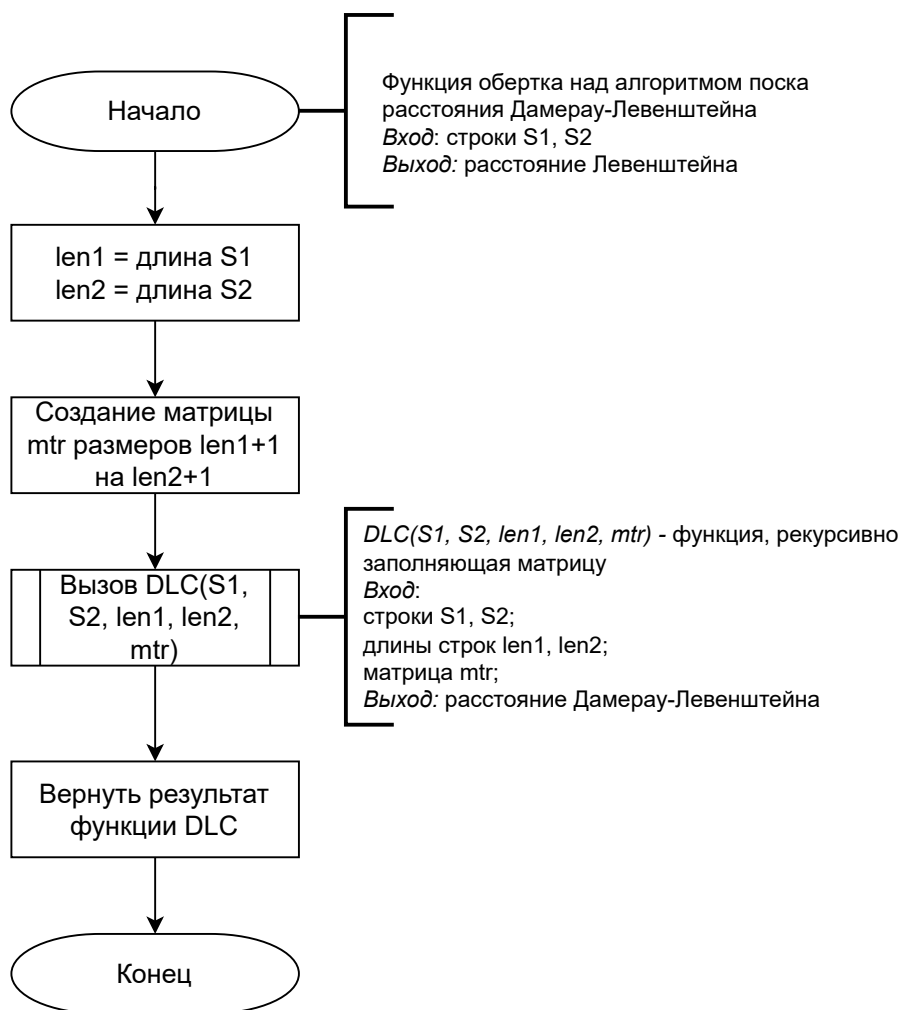 Начало
Функция обертка над алгоритмом поска
расстояния Дамерау-Левенштейна
Вход: строки S1, S2
Выход: расстояние Левенштейна
len1 = длина S1
len2 = длина S2
Создание матрицы
mtr размеров len1+1
на len2+1
Вызов DLC(S1,
S2, len1, len2,
mtr)
DLC(S1, S2, len1, len2, mtr) - функция, рекурсивно
заполняющая матрицу
Вход:
строки S1, S2;
длины строк len1, len2;
матрица mtr;
Выход: расстояние Дамерау-Левенштейна
Вернуть результат
функции DLC
Конец